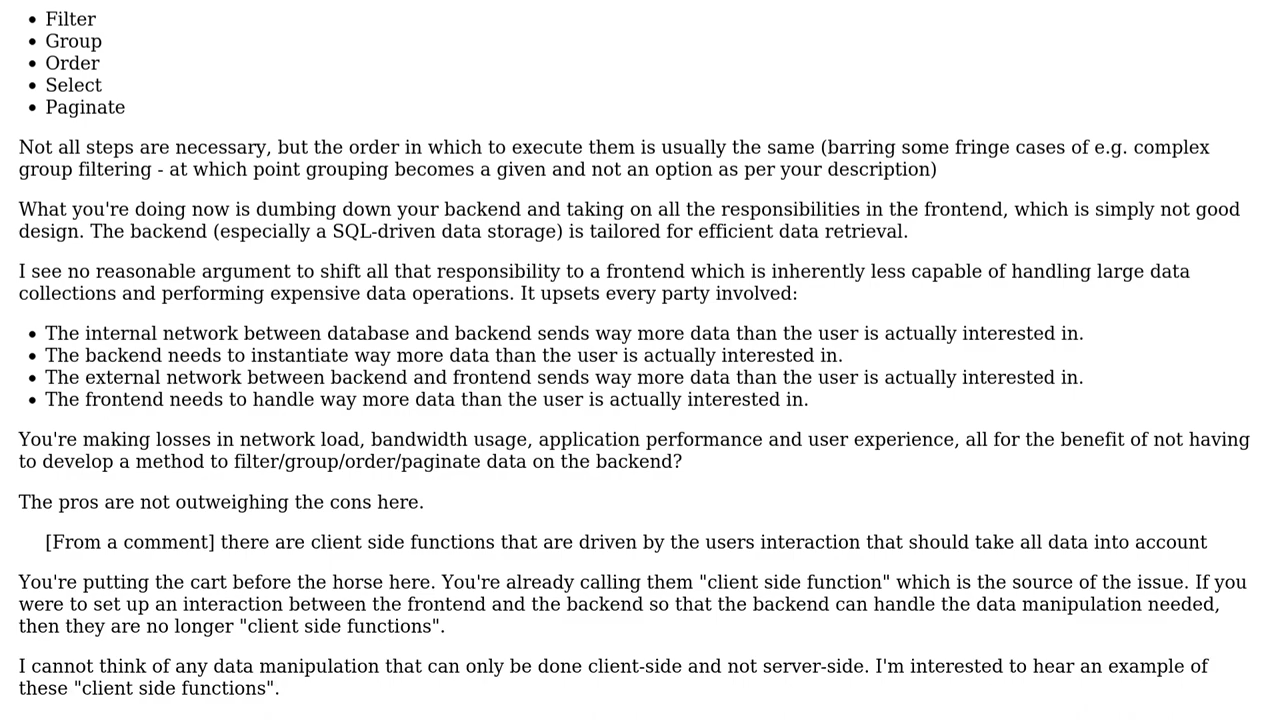 Filter
Group
Order
Select
Paginate
Not all steps are necessary, but the order in which to execute them is usually the same (barring some fringe cases of e.g. complex
group filtering - at which point grouping becomes a given and not an option as per your description)
What you're doing now is dumbing down your backend and taking on all the responsibilities in the frontend, which is simply not good
design. The backend (especially a SQL-driven data storage) is tailored for efficient data retrieval.
I see no reasonable argument to shift all that responsibility to a frontend which is inherently less capable of handling large data
collections and performing expensive data operations. It upsets every party involved:
The internal network between database and backend sends way more data than the user is actually interested in.
The backend needs to instantiate way more data than the user is actually interested in.
The external network between backend and frontend sends way more data than the user is actually interested in.
The frontend needs to handle way more data than the user is actually interested in.
You're making losses in network load, bandwidth usage, application performance and user experience, all for the benefit of not having
to develop a method to filter/group/order/paginate data on the backend?
The pros are not outweighing the cons here.
[From a comment] there are client side functions that are driven by the users interaction that should take all data into account
You're putting the cart before the horse here. You're already calling them "client side function" which is the source of the issue. If you
were to set up an interaction between the frontend and the backend so that the backend can handle the data manipulation needed,
then they are no longer "client side functions".
I cannot think of any data manipulation that can only be done client-side and not server-side. I'm interested to hear an example of
these "client side functions".